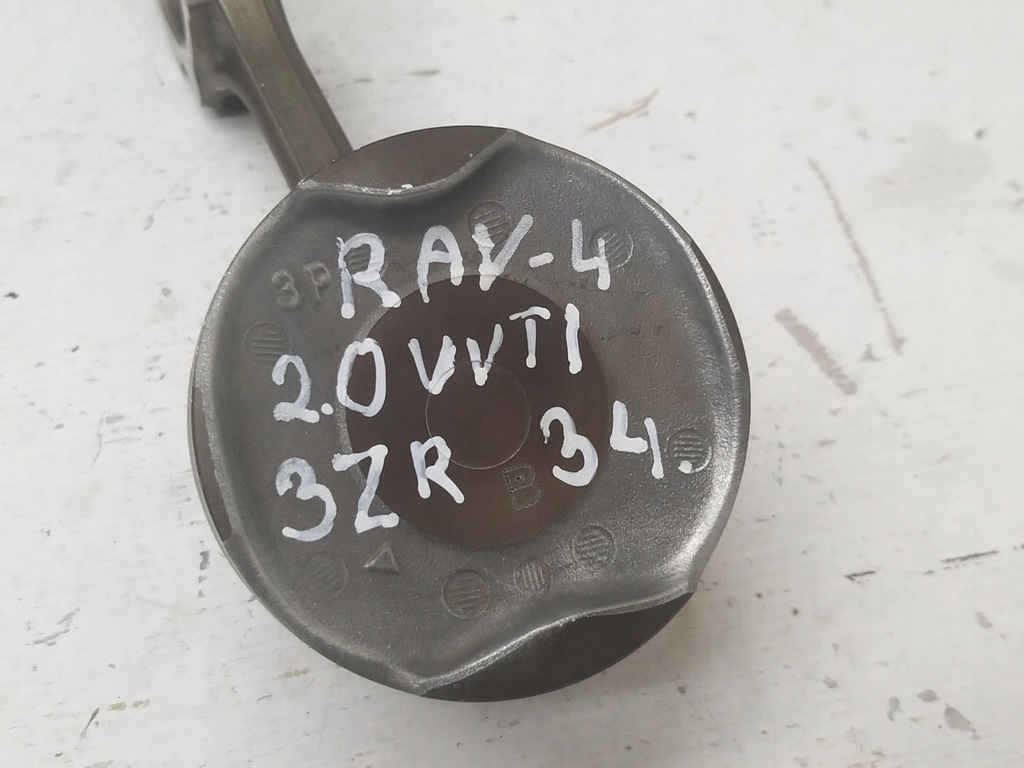 3P
RAV-4
2.0 VVTI
3ZR 34.
B